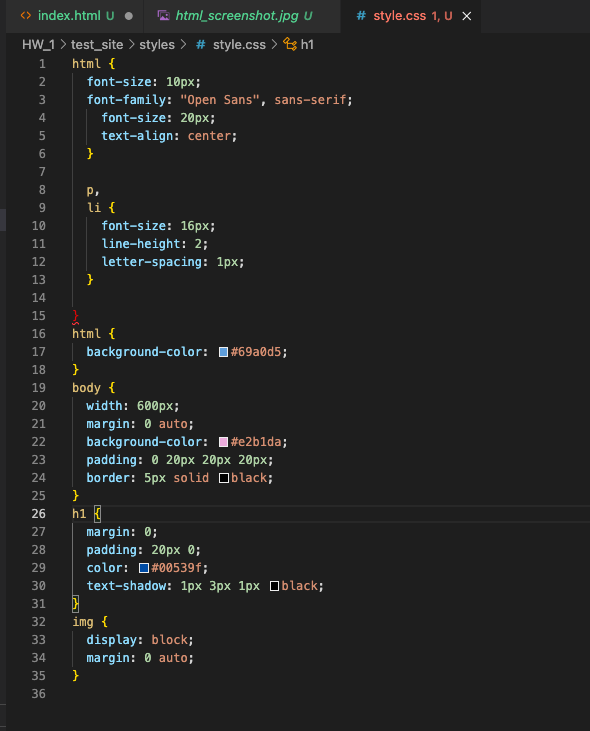 index.html U
html_screenshot.jpg U
# style.css 1, U
HW_1 > test_site > styles > # style.css > h1
1 html {
2   font-size: 10px;
3   font-family: "Open Sans", sans-serif;
4     font-size: 20px;
5     text-align: center;
6   }
7
8   p,
9   li {
10     font-size: 16px;
11     line-height: 2;
12     letter-spacing: 1px;
13   }
14
15 }
16 html {
17   background-color: #69a0d5;
18 }
19 body {
20   width: 600px;
21   margin: 0 auto;
22   background-color: #e2b1da;
23   padding: 0 20px 20px 20px;
24   border: 5px solid black;
25 }
26 h1 {
27   margin: 0;
28   padding: 20px 0;
29   color: #00539f;
30   text-shadow: 1px 3px 1px black;
31 }
32 img {
33   display: block;
34   margin: 0 auto;
35 }
36